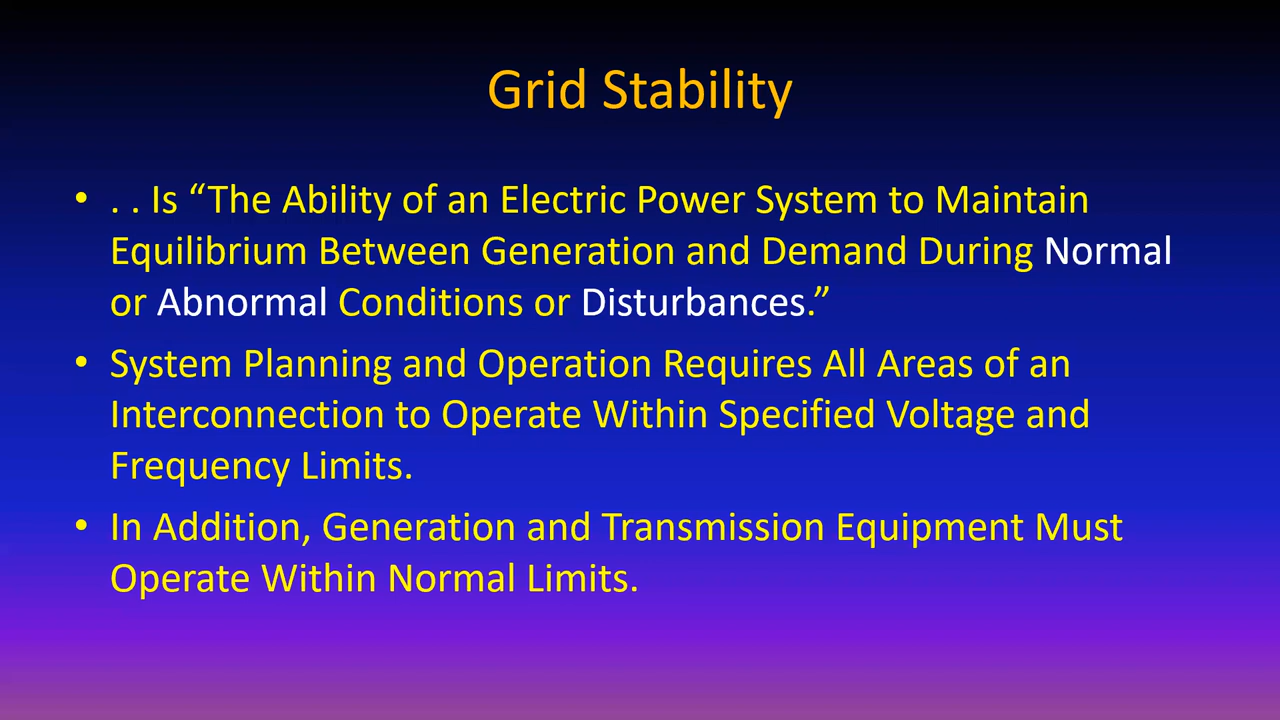 Grid Stability
• . . Is “The Ability of an Electric Power System to Maintain
Equilibrium Between Generation and Demand During Normal
or Abnormal Conditions or Disturbances.”
• System Planning and Operation Requires All Areas of an
Interconnection to Operate Within Specified Voltage and
Frequency Limits.
• In Addition, Generation and Transmission Equipment Must
Operate Within Normal Limits.